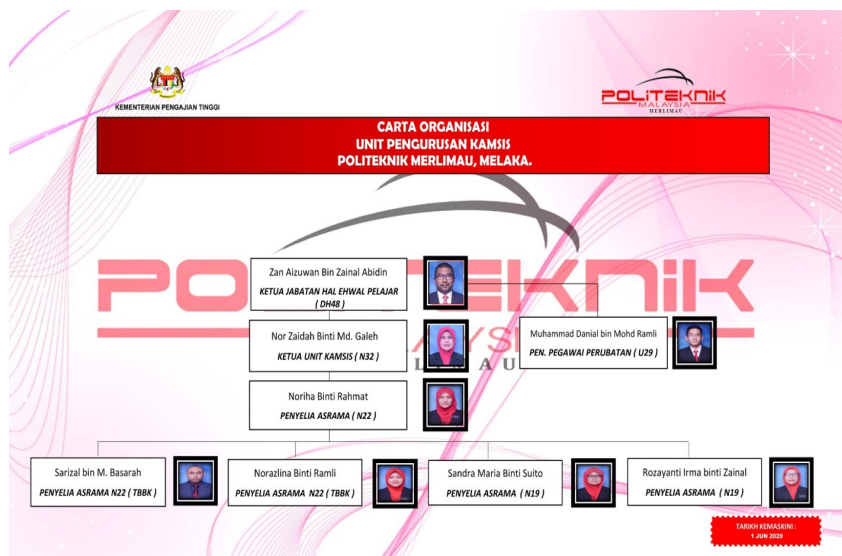 KEMENTERIAN PENGAJIAN TINGGI
POLITEKNIK
MALAYSIA
MERLIMAU
CARTA ORGANISASI
UNIT PENGURUSAN KAMSIS
POLITEKNIK MERLIMAU, MELAKA.
Zan Aizuwan Bin Zainal Abidin
KETUA JABATAN HAL EHWAL PELAJAR
( DH48 )
Nor Zaidah Binti Md. Galeh
KETUA UNIT KAMSIS ( N32 )
Muhammad Danial bin Mohd Ramli
PEN. PEGAWAI PERUBATAN ( U29 )
Noriha Binti Rahmat
PENYELIA ASRAMA ( N22 )
Sarizal bin M. Basarah
PENYELIA ASRAMA N22 ( TBBK )
Norazlina Binti Ramli
PENYELIA ASRAMA N22 ( TBBK )
Sandra Maria Binti Suito
PENYELIA ASRAMA ( N19 )
Rozayanti Irma binti Zainal
PENYELIA ASRAMA ( N19 )
TARIKH KEMASKINI :
1 JUN 2020